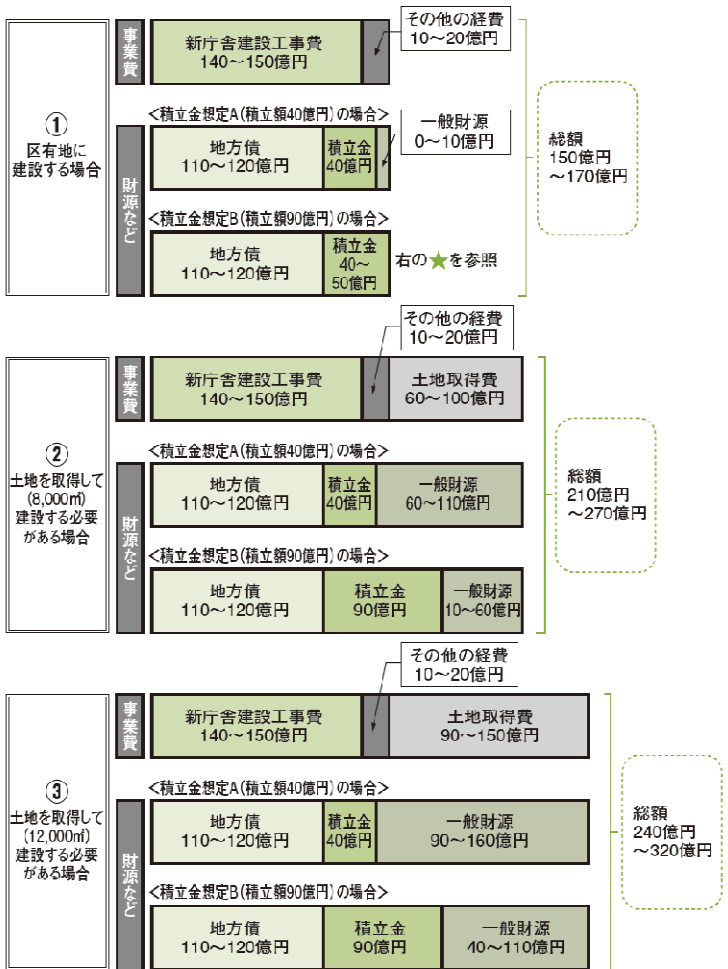 その他の経費
10～20億円
事業費
新庁舎建設工事費
140～150億円
①
区有地に
建設する場合
財源など
<積立金想定A(積立額40億円)の場合>
地方債
110～120億円
積立金
40億円
一般財源
0～10億円
<積立金想定B(積立額90億円)の場合>
地方債
110～120億円
積立金
40～
50億円
右の★を参照
総額
150億円
～170億円
その他の経費
10～20億円
事業費
新庁舎建設工事費
140～150億円
土地取得費
60～100億円
②
土地を取得して
(8,000㎡)
建設する必要
がある場合
財源など
<積立金想定A(積立額40億円)の場合>
地方債
110～120億円
積立金
40億円
一般財源
60～110億円
<積立金想定B(積立額90億円)の場合>
地方債
110～120億円
積立金
90億円
一般財源
10～60億円
総額
210億円
～270億円
その他の経費
10～20億円
事業費
新庁舎建設工事費
140～150億円
土地取得費
90～150億円
③
土地を取得して
(12,000㎡)
建設する必要
がある場合
財源など
<積立金想定A(積立額40億円)の場合>
地方債
110～120億円
積立金
40億円
一般財源
90～160億円
<積立金想定B(積立額90億円)の場合>
地方債
110～120億円
積立金
90億円
一般財源
40～110億円
総額
240億円
～320億円